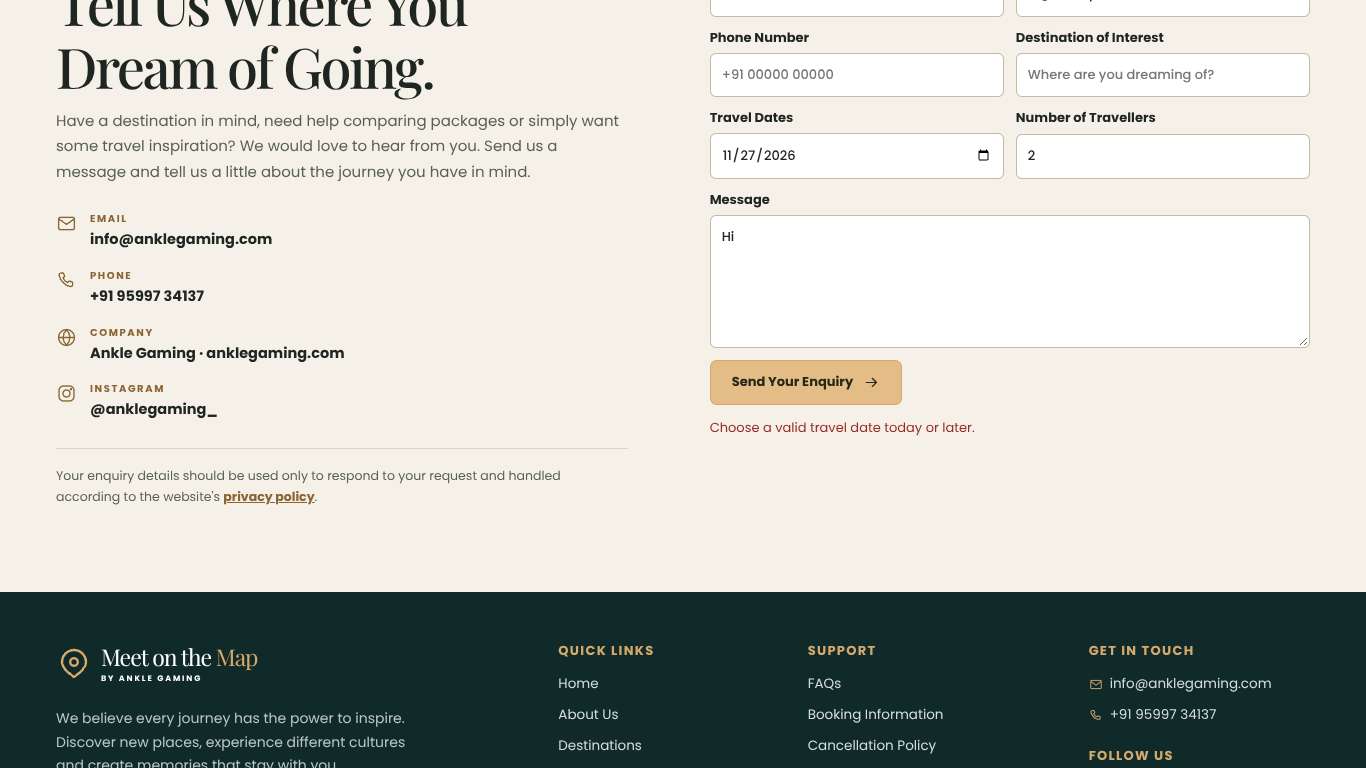 Tell Us Where You
Dream of Going.
Have a destination in mind, need help comparing packages or simply want
some travel inspiration? We would love to hear from you. Send us a
message and tell us a little about the journey you have in mind.
EMAIL
info@anklegaming.com
PHONE
+91 95997 34137
COMPANY
Ankle Gaming · anklegaming.com
INSTAGRAM
@anklegaming_
Your enquiry details should be used only to respond to your request and handled
according to the website's privacy policy.
Phone Number
+91 00000 00000
Destination of Interest
Where are you dreaming of?
Travel Dates
11/27/2026
Number of Travellers
2
Message
Hi
Send Your Enquiry →
Choose a valid travel date today or later.
Meet on the Map
BY ANKLE GAMING
We believe every journey has the power to inspire.
Discover new places, experience different cultures
and create memories that stay with you.
QUICK LINKS
Home
About Us
Destinations
SUPPORT
FAQs
Booking Information
Cancellation Policy
GET IN TOUCH
info@anklegaming.com
+91 95997 34137
FOLLOW US